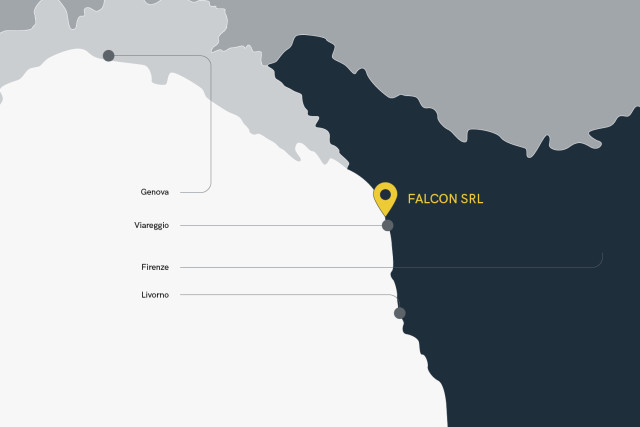 Genova
FALCON SRL
Viareggio
Firenze
Livorno